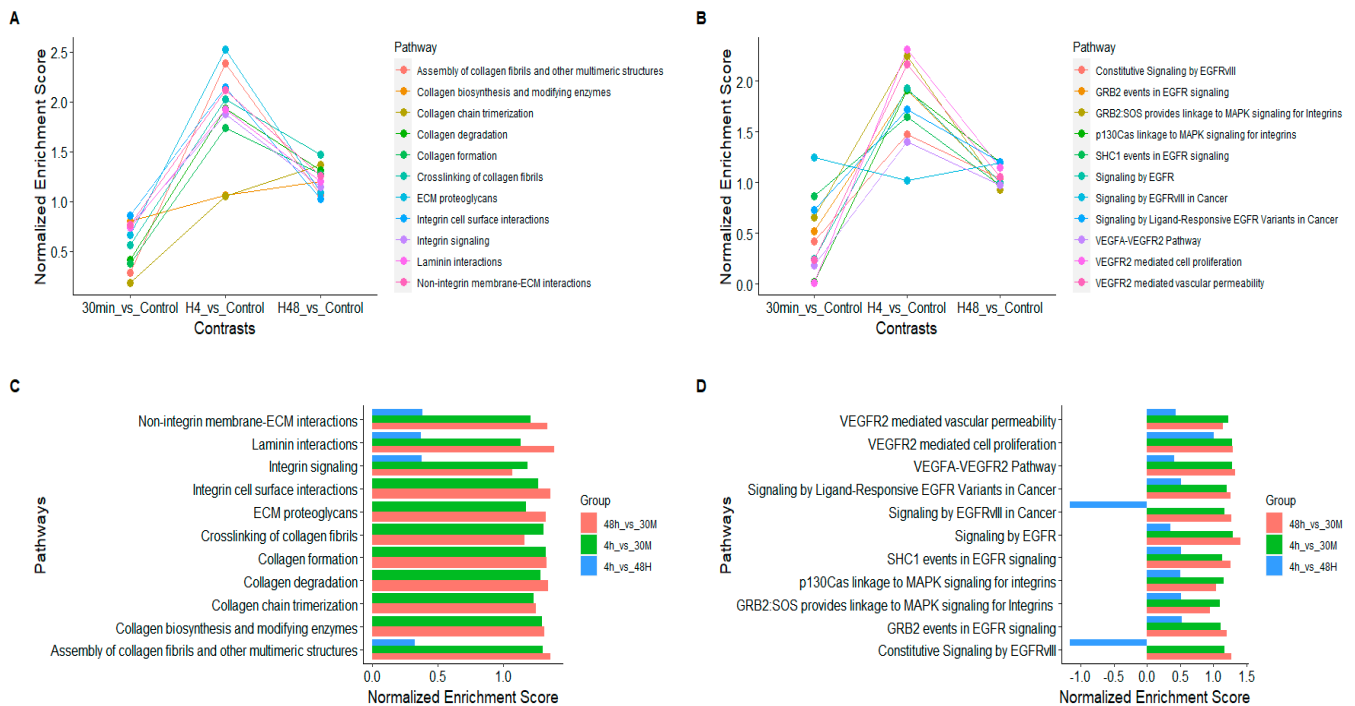 A
Normalized Enrichment Score
2.5
2.0
1.5
1.0
0.5
30min_vs_Control
H4_vs_Control
H48_vs_Control
Contrasts
Pathway
Assembly of collagen fibrils and other multimeric structures
Collagen biosynthesis and modifying enzymes
Collagen chain trimerization
Collagen degradation
Collagen formation
Crosslinking of collagen fibrils
ECM proteoglycans
Integrin cell surface interactions
Integrin signaling
Laminin interactions
Non-integrin membrane-ECM interactions
B
Normalized Enrichment Score
2.5
2.0
1.5
1.0
0.5
0.0
30min_vs_Control
H4_vs_Control
H48_vs_Control
Contrasts
Pathway
Constitutive Signaling by EGFRvIII
GRB2 events in EGFR signaling
GRB2:SOS provides linkage to MAPK signaling for Integrins
p130Cas linkage to MAPK signaling for integrins
SHC1 events in EGFR signaling
Signaling by EGFR
Signaling by EGFRvIII in Cancer
Signaling by Ligand-Responsive EGFR Variants in Cancer
VEGFA-VEGFR2 Pathway
VEGFR2 mediated cell proliferation
VEGFR2 mediated vascular permeability
C
Pathways
Non-integrin membrane-ECM interactions
Laminin interactions
Integrin signaling
Integrin cell surface interactions
ECM proteoglycans
Crosslinking of collagen fibrils
Collagen formation
Collagen degradation
Collagen chain trimerization
Collagen biosynthesis and modifying enzymes
Assembly of collagen fibrils and other multimeric structures
0.0
0.5
1.0
Normalized Enrichment Score
Group
48h_vs_30M
4h_vs_30M
4h_vs_48H
D
Pathways
VEGFR2 mediated vascular permeability
VEGFR2 mediated cell proliferation
VEGFA-VEGFR2 Pathway
Signaling by Ligand-Responsive EGFR Variants in Cancer
Signaling by EGFRvIII in Cancer
Signaling by EGFR
SHC1 events in EGFR signaling
p130Cas linkage to MAPK signaling for integrins
GRB2:SOS provides linkage to MAPK signaling for Integrins
GRB2 events in EGFR signaling
Constitutive Signaling by EGFRvIII
-1.0
-0.5
0.0
0.5
1.0
1.5
Normalized Enrichment Score
Group
48h_vs_30M
4h_vs_30M
4h_vs_48H